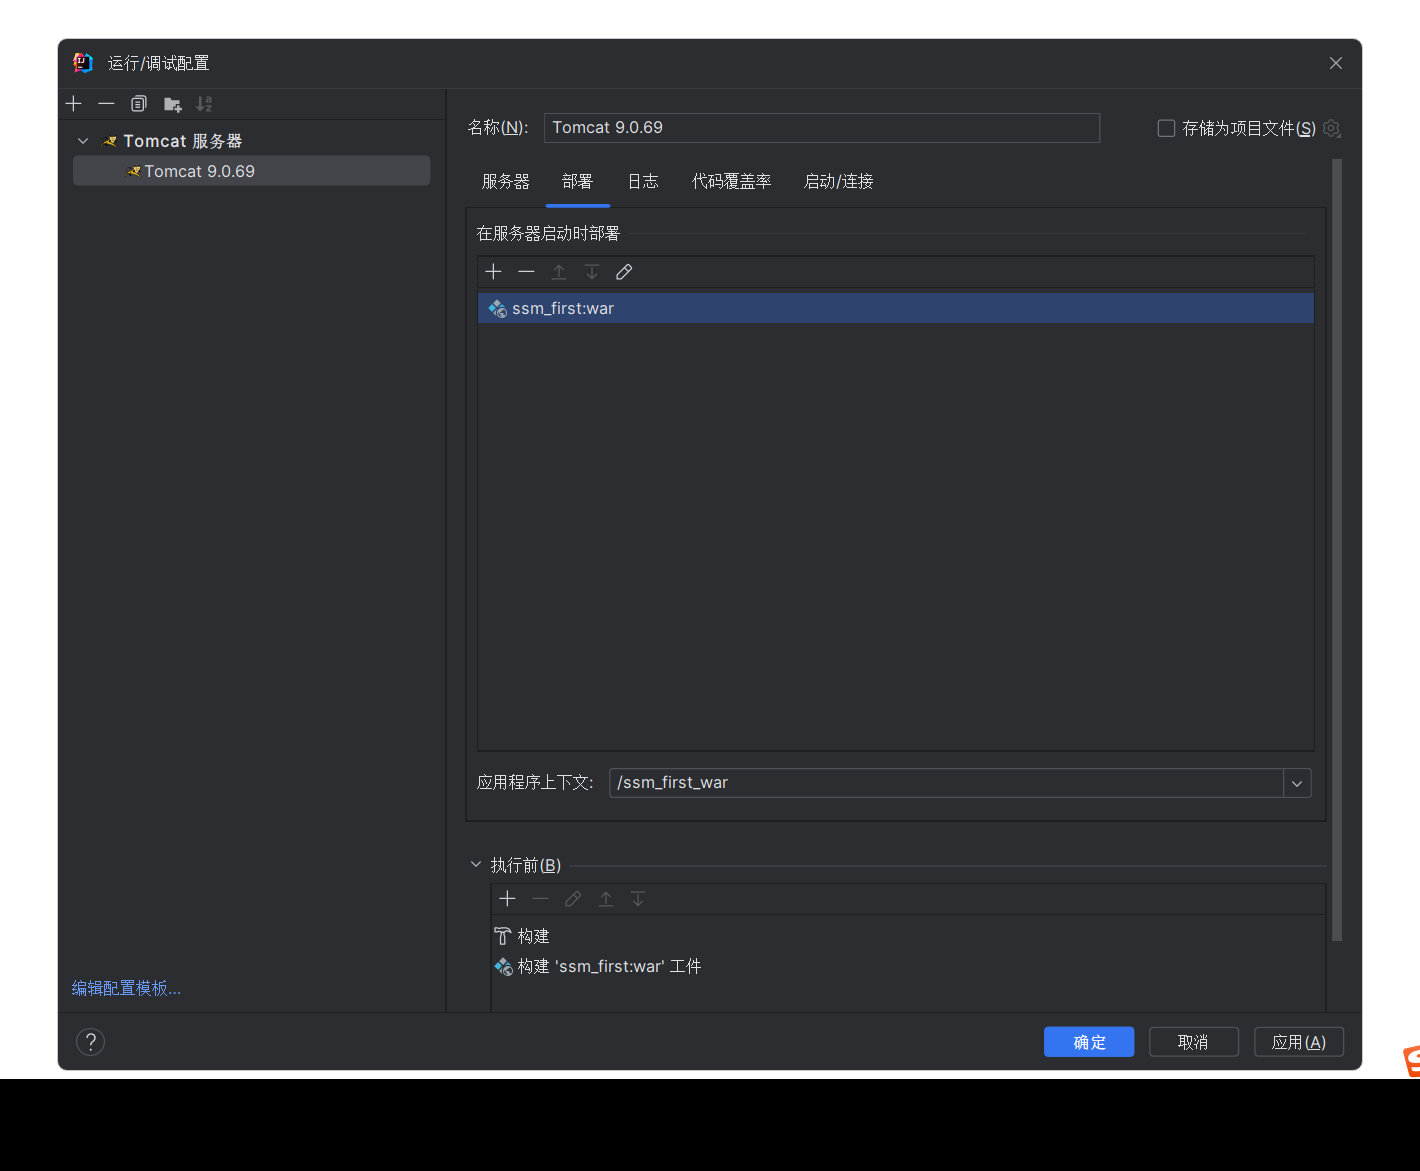 运行/调试配置
Tomcat 服务器
Tomcat 9.0.69
编辑配置模板...
名称(N): Tomcat 9.0.69
存储为项目文件(S)
服务器 部署 日志 代码覆盖率 启动/连接
在服务器启动时部署
ssm_first:war
应用程序上下文: /ssm_first_war
执行前(B)
构建
构建 'ssm_first:war' 工件
? 确定 取消 应用(A)